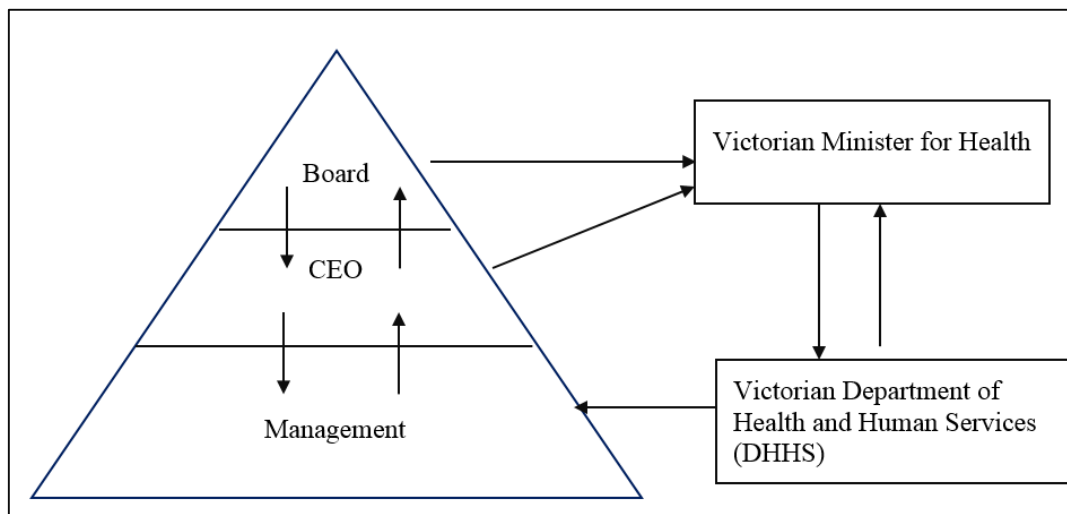 Board
CEO
Management
Victorian Minister for Health
Victorian Department of
Health and Human Services
(DHHS)